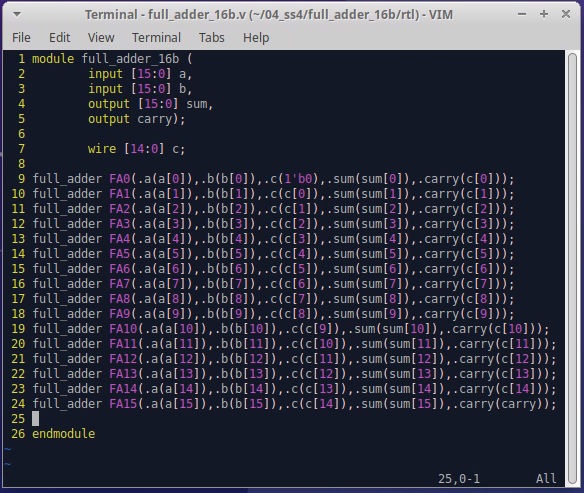 Terminal - full_adder_16b.v (~/04_ss4/full_adder_16b/rtl) - VIM
File Edit View Terminal Tabs Help
1 module full_adder_16b (
2 input [15:0] a,
3 input [15:0] b,
4 output [15:0] sum,
5 output carry);
6
7 wire [14:0] c;
8
9 full_adder FA0(.a(a[0]),.b(b[0]),.c(1'b0),.sum(sum[0]),.carry(c[0]));
10 full_adder FA1(.a(a[1]),.b(b[1]),.c(c[0]),.sum(sum[1]),.carry(c[1]));
11 full_adder FA2(.a(a[2]),.b(b[2]),.c(c[1]),.sum(sum[2]),.carry(c[2]));
12 full_adder FA3(.a(a[3]),.b(b[3]),.c(c[2]),.sum(sum[3]),.carry(c[3]));
13 full_adder FA4(.a(a[4]),.b(b[4]),.c(c[3]),.sum(sum[4]),.carry(c[4]));
14 full_adder FA5(.a(a[5]),.b(b[5]),.c(c[4]),.sum(sum[5]),.carry(c[5]));
15 full_adder FA6(.a(a[6]),.b(b[6]),.c(c[5]),.sum(sum[6]),.carry(c[6]));
16 full_adder FA7(.a(a[7]),.b(b[7]),.c(c[6]),.sum(sum[7]),.carry(c[7]));
17 full_adder FA8(.a(a[8]),.b(b[8]),.c(c[7]),.sum(sum[8]),.carry(c[8]));
18 full_adder FA9(.a(a[9]),.b(b[9]),.c(c[8]),.sum(sum[9]),.carry(c[9]));
19 full_adder FA10(.a(a[10]),.b(b[10]),.c(c[9]),.sum(sum[10]),.carry(c[10]));
20 full_adder FA11(.a(a[11]),.b(b[11]),.c(c[10]),.sum(sum[11]),.carry(c[11]));
21 full_adder FA12(.a(a[12]),.b(b[12]),.c(c[11]),.sum(sum[12]),.carry(c[12]));
22 full_adder FA13(.a(a[13]),.b(b[13]),.c(c[12]),.sum(sum[13]),.carry(c[13]));
23 full_adder FA14(.a(a[14]),.b(b[14]),.c(c[13]),.sum(sum[14]),.carry(c[14]));
24 full_adder FA15(.a(a[15]),.b(b[15]),.c(c[14]),.sum(sum[15]),.carry(carry));
25
26 endmodule
~
~
25,0-1 All